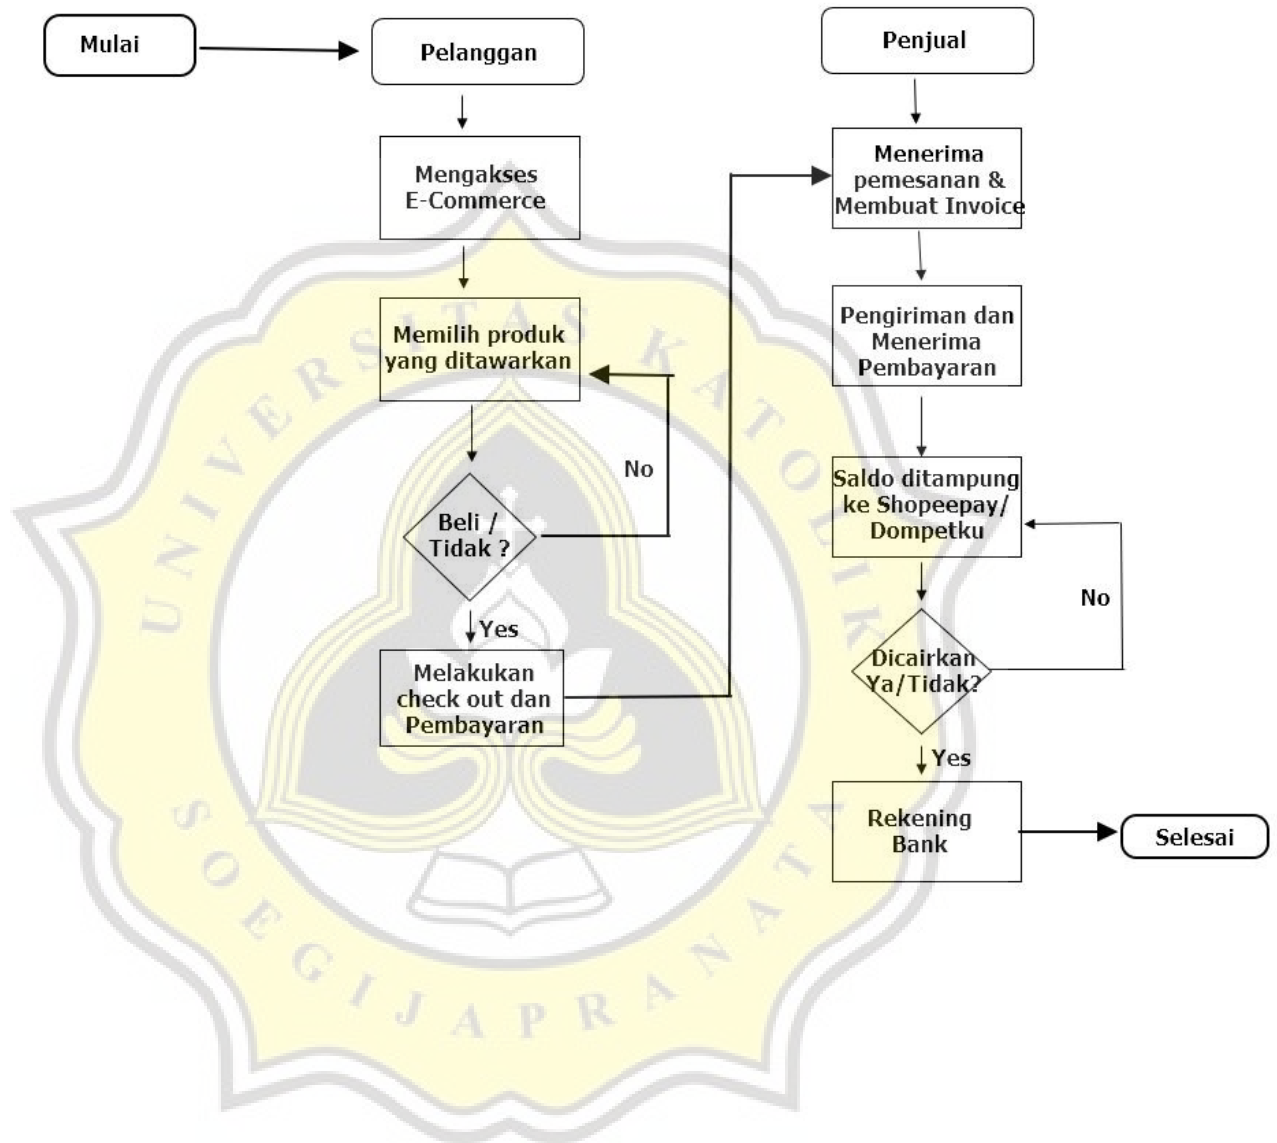 Mulai
Pelanggan
Mengakses
E-Commerce
Memilih produk
yang ditawarkan
No
Beli /
Tidak ?
Yes
Melakukan
check out dan
Pembayaran
Penjual
Menerima
pemesanan &
Membuat Invoice
Pengiriman dan
Menerima
Pembayaran
Saldo ditampung
ke Shopeepay/
Dompetku
No
Dicairkan
Ya/Tidak?
Yes
Rekening
Bank
Selesai
UNIVERSITAS KATOLIK
SOEGIJAPRANATA